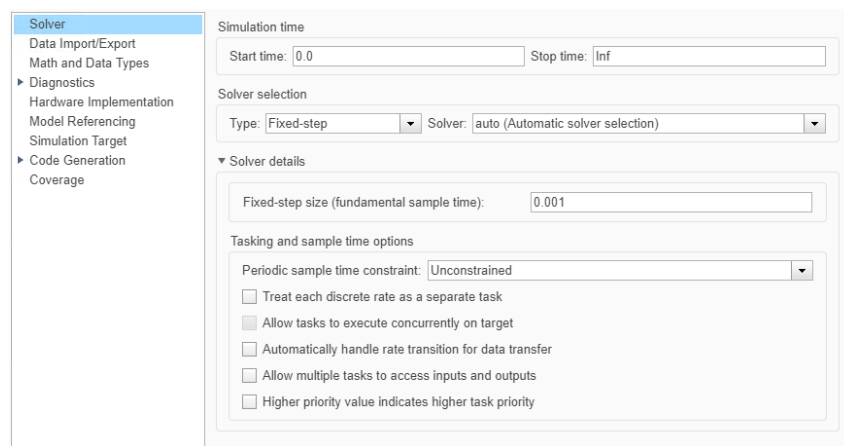 Solver
Data Import/Export
Math and Data Types
Diagnostics
Hardware Implementation
Model Referencing
Simulation Target
Code Generation
Coverage
Simulation time
Start time: 0.0 Stop time: Inf
Solver selection
Type: Fixed-step Solver: auto (Automatic solver selection)
Solver details
Fixed-step size (fundamental sample time): 0.001
Tasking and sample time options
Periodic sample time constraint: Unconstrained
Treat each discrete rate as a separate task
Allow tasks to execute concurrently on target
Automatically handle rate transition for data transfer
Allow multiple tasks to access inputs and outputs
Higher priority value indicates higher task priority